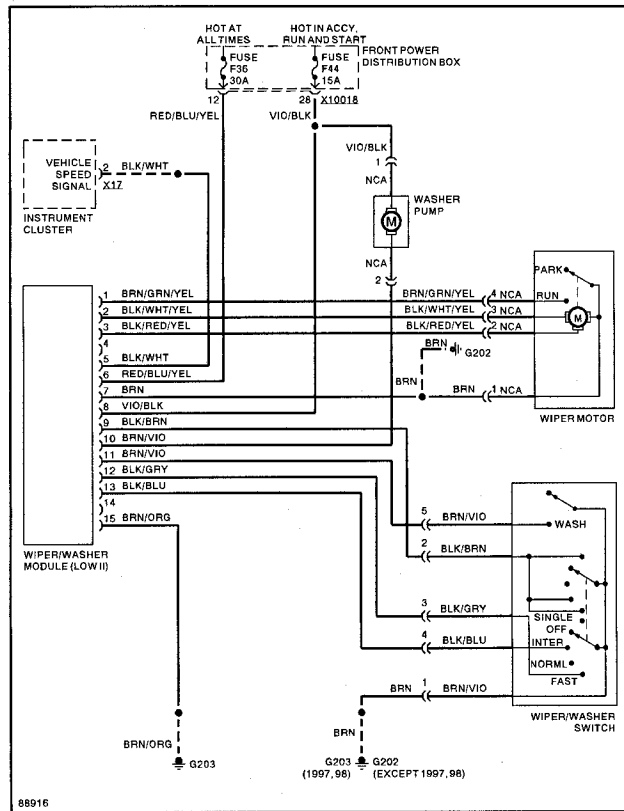 HOT AT
ALL TIMES
HOT IN ACCY,
RUN AND START
FUSE
F36
30A
FUSE
F44
15A
FRONT POWER
DISTRIBUTION BOX
12
28
X10018
RED/BLU/YEL
VIO/BLK
VIO/BLK
1
NCA
VEHICLE
SPEED
SIGNAL
2
BLK/WHT
X17
INSTRUMENT
CLUSTER
WASHER
PUMP
M
NCA
2
1 BRN/GRN/YEL
2 BLK/WHT/YEL
3 BLK/RED/YEL
4
5 BLK/WHT
6 RED/BLU/YEL
7 BRN
8 VIO/BLK
9 BLK/BRN
10 BRN/VIO
11 BRN/VIO
12 BLK/GRY
13 BLK/BLU
14
15 BRN/ORG
WIPER/WASHER
MODULE (LOW II)
BRN/GRN/YEL 4 NCA
BLK/WHT/YEL 3 NCA
BLK/RED/YEL 2 NCA
BRN
G202
BRN
BRN 1 NCA
PARK
RUN
M
WIPER MOTOR
5 BRN/VIO
2 BLK/BRN
3 BLK/GRY
4 BLK/BLU
BRN 1 BRN/VIO
WASH
SINGLE
OFF
INTER
NORML
FAST
WIPER/WASHER
SWITCH
BRN
BRN/ORG
G203
G203
(1997, 98)
G202
(EXCEPT 1997, 98)
88916